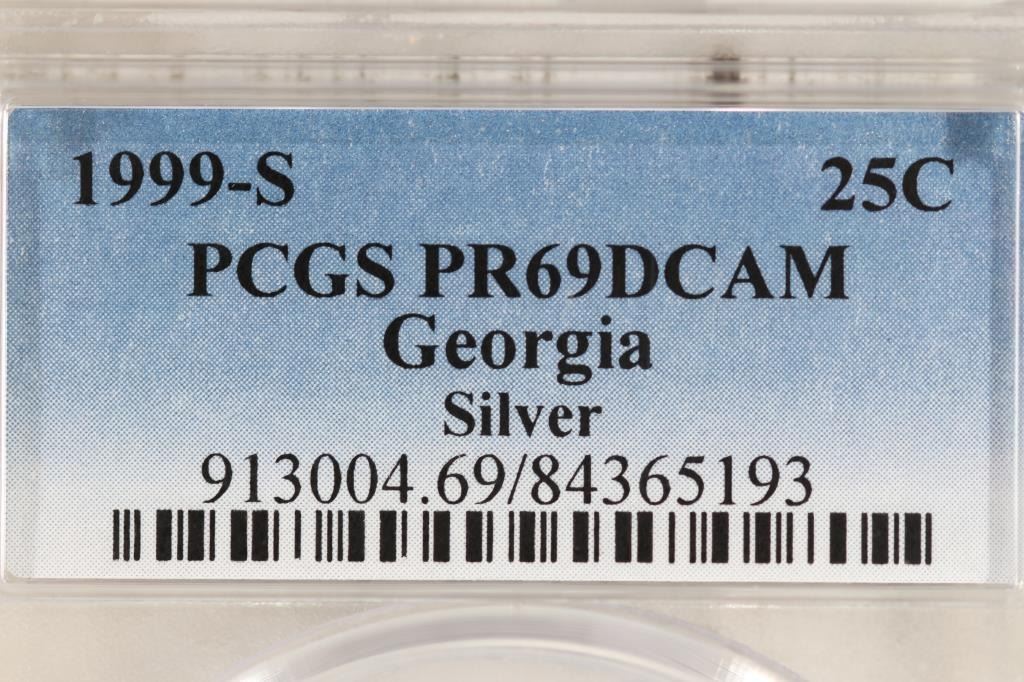 1999-S 25C
PCGS PR69DCAM
Georgia
Silver
913004.69/84365193